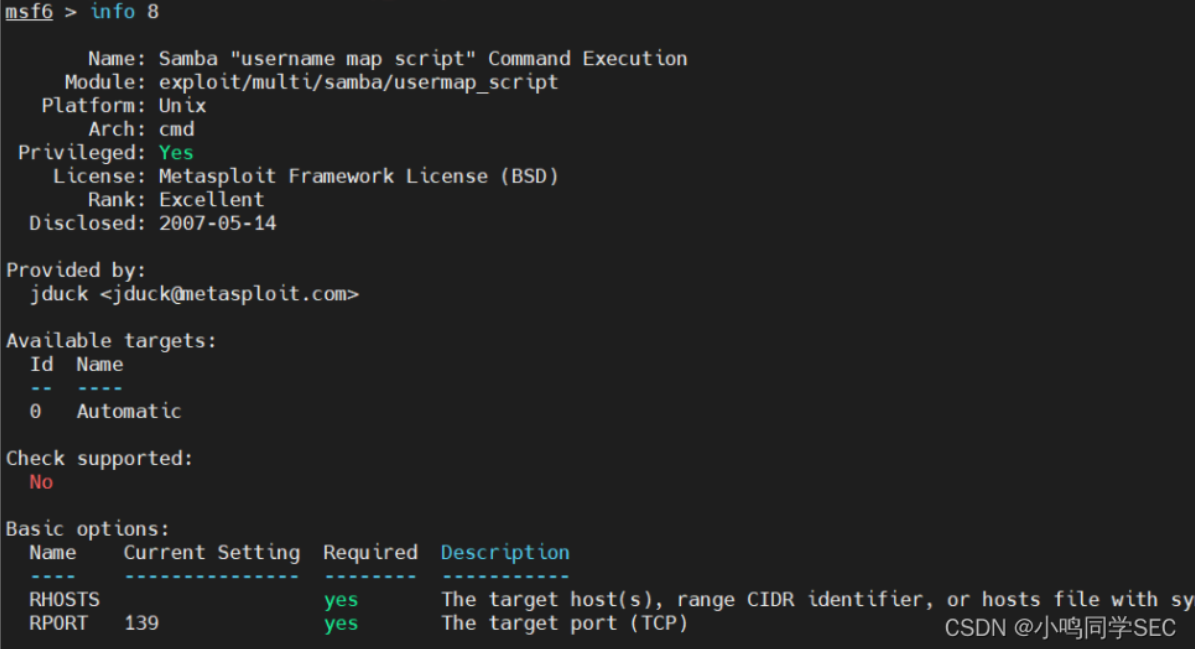 msf6 > info 8
Name: Samba "username map script" Command Execution
Module: exploit/multi/samba/usermap_script
Platform: Unix
Arch: cmd
Privileged: Yes
License: Metasploit Framework License (BSD)
Rank: Excellent
Disclosed: 2007-05-14
Provided by:
jduck <jduck@metasploit.com>
Available targets:
Id  Name
--  ----
0   Automatic
Check supported:
No
Basic options:
Name    Current Setting  Required  Description
----    ---------------  --------  -----------
RHOSTS                   yes       The target host(s), range CIDR identifier, or hosts file with sy
RPORT   139              yes       The target port (TCP)
CSDN @小鸣同学SEC